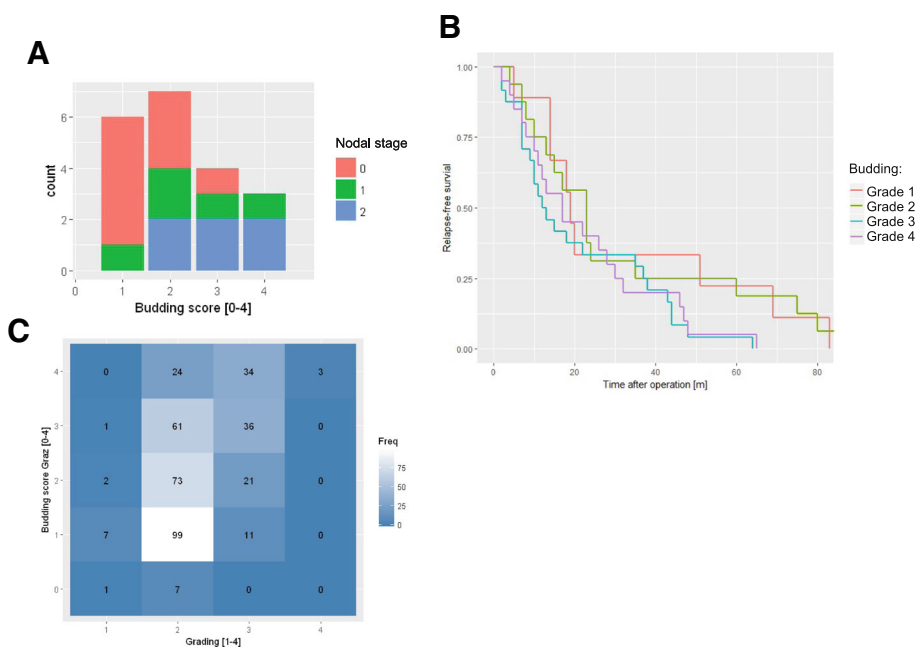 A
6
4
2
0
count
0 1 2 3 4
Budding score [0-4]
Nodal stage
0
1
2
B
1.00
0.75
0.50
0.25
0.00
Relapse-free survial
0 20 40 60 80
Time after operation [m]
Budding:
Grade 1
Grade 2
Grade 3
Grade 4
C
Budding score Graz [0-4]
4 0 24 34 3
3 1 61 36 0
2 2 73 21 0
1 7 99 11 0
0 1 7 0 0
1 2 3 4
Grading [1-4]
Freq
75
50
25
0